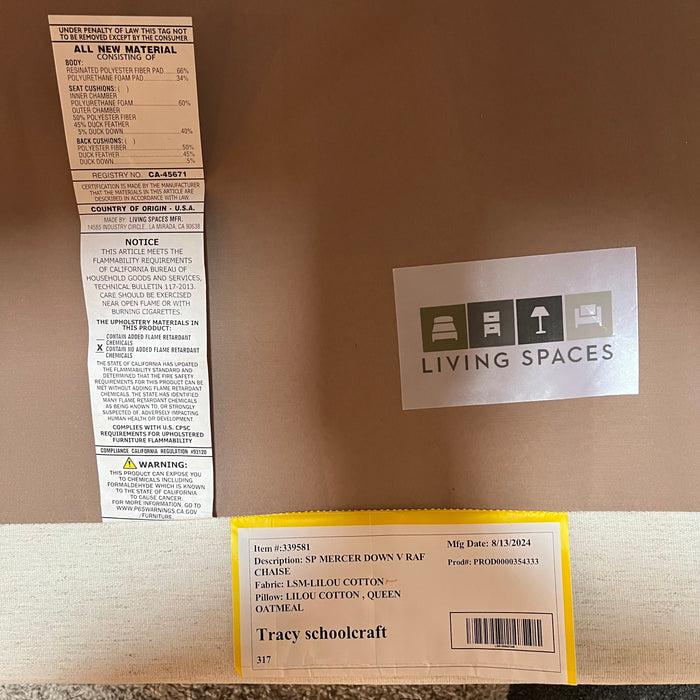 UNDER PENALTY OF LAW THIS TAG NOT
TO BE REMOVED EXCEPT BY THE CONSUMER
ALL NEW MATERIAL
CONSISTING OF
BODY:
RESINATED POLYESTER FIBER PAD......66%
POLYURETHANE FOAM PAD......34%
SEAT CUSHIONS: ( )
INNER CHAMBER
POLYURETHANE FOAM......60%
OUTER CHAMBER
50% POLYESTER FIBER
45% DUCK FEATHER
5% DUCK DOWN......40%
BACK CUSHIONS: ( )
POLYESTER FIBER......50%
DUCK FEATHER......45%
DUCK DOWN......5%
REGISTRY NO. CA-45671
CERTIFICATION IS MADE BY THE MANUFACTURER
THAT THE MATERIALS IN THIS ARTICLE ARE
DESCRIBED IN ACCORDANCE WITH LAW
COUNTRY OF ORIGIN - U.S.A.
MADE BY: LIVING SPACES MFR.
14585 INDUSTRY CIRCLE., LA MIRADA, CA 90638
NOTICE
THIS ARTICLE MEETS THE
FLAMMABILITY REQUIREMENTS
OF CALIFORNIA BUREAU OF
HOUSEHOLD GOODS AND SERVICES,
TECHNICAL BULLETIN 117-2013.
CARE SHOULD BE EXERCISED
NEAR OPEN FLAME OR WITH
BURNING CIGARETTES.
THE UPHOLSTERY MATERIALS IN
THIS PRODUCT:
CONTAIN ADDED FLAME RETARDANT
CHEMICALS
X CONTAIN NO ADDED FLAME RETARDANT
CHEMICALS
THE STATE OF CALIFORNIA HAS UPDATED
THE FLAMMABILITY STANDARD AND
DETERMINED THAT THE FIRE SAFETY
REQUIREMENTS FOR THIS PRODUCT CAN BE
MET WITHOUT ADDING FLAME RETARDANT
CHEMICALS. THE STATE HAS IDENTIFIED
MANY FLAME RETARDANT CHEMICALS
AS BEING KNOWN TO, OR STRONGLY
SUSPECTED OF, ADVERSELY IMPACTING
HUMAN HEALTH OR DEVELOPMENT.
COMPLIES WITH U.S. CPSC
REQUIREMENTS FOR UPHOLSTERED
FURNITURE FLAMMABILITY
COMPLIANCE CALIFORNIA REGULATION #93120
WARNING:
THIS PRODUCT CAN EXPOSE YOU
TO CHEMICALS INCLUDING
FORMALDEHYDE WHICH IS KNOWN
TO THE STATE OF CALIFORNIA
TO CAUSE CANCER.
FOR MORE INFORMATION, GO TO
WWW.P65WARNINGS.CA.GOV
/FURNITURE.
LIVING SPACES
Item #:339581
Description: SP MERCER DOWN V RAF
CHAISE
Fabric: LSM-LILOU COTTON
Pillow: LILOU COTTON , QUEEN
OATMEAL
Tracy schoolcraft
317
Mfg Date: 8/13/2024
Prod#: PROD0000354333